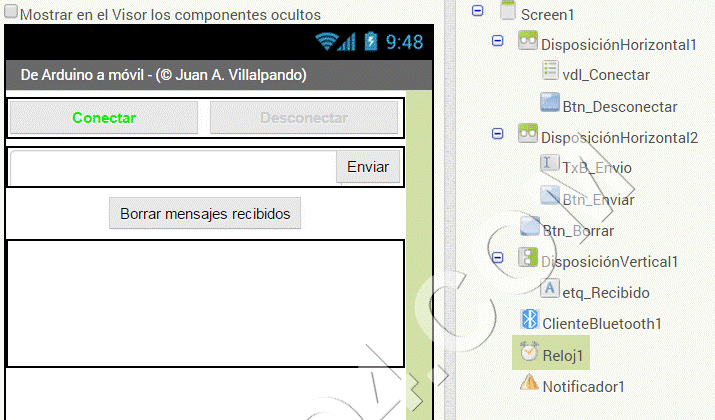 Mostrar en el Visor los componentes ocultos
9:48
De Arduino a móvil - (© Juan A. Villalpando)
Conectar
Desconectar
Enviar
Borrar mensajes recibidos
Screen1
DisposiciónHorizontal1
vdl_Conectar
Btn_Desconectar
DisposiciónHorizontal2
TxB_Envio
Btn_Enviar
Btn_Borrar
DisposiciónVertical1
etq_Recibido
ClienteBluetooth1
Reloj1
Notificador1